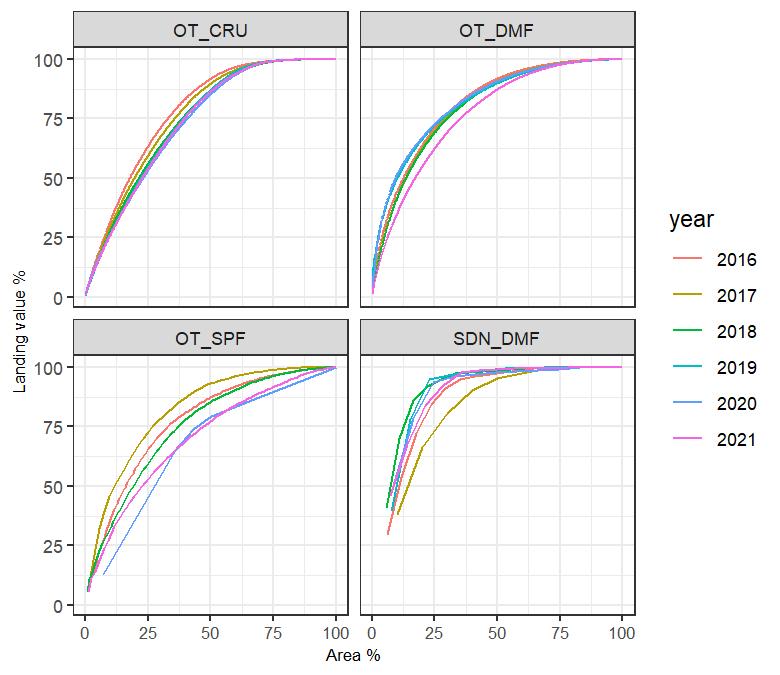 OT_CRU OT_DMF
100
75
50
25
0
OT_SPF SDN_DMF
100
75
50
25
0
0 25 50 75 100 0 25 50 75 100
Area %
Landing value %
year
2016
2017
2018
2019
2020
2021